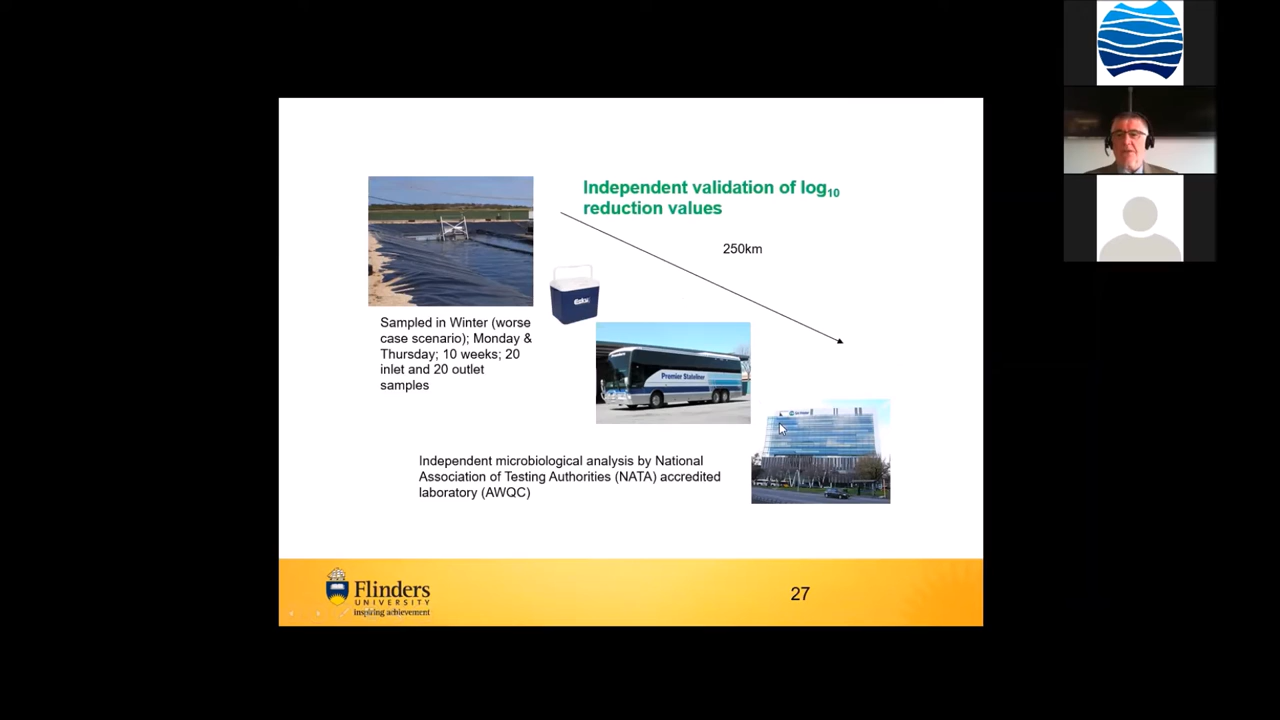 Independent validation of log10
reduction values
250km
Esky
Sampled in Winter (worse
case scenario); Monday &
Thursday; 10 weeks; 20
inlet and 20 outlet
samples
Premier Stateliner
Independent microbiological analysis by National
Association of Testing Authorities (NATA) accredited
laboratory (AWQC)
Flinders
UNIVERSITY
inspiring achievement
27